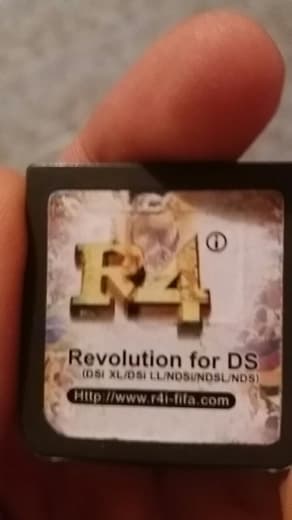 R4 i
Revolution for DS
(DSi XL/DSi LL/NDSi/NDSL/NDS)
Http://www.r4i-fifa.com